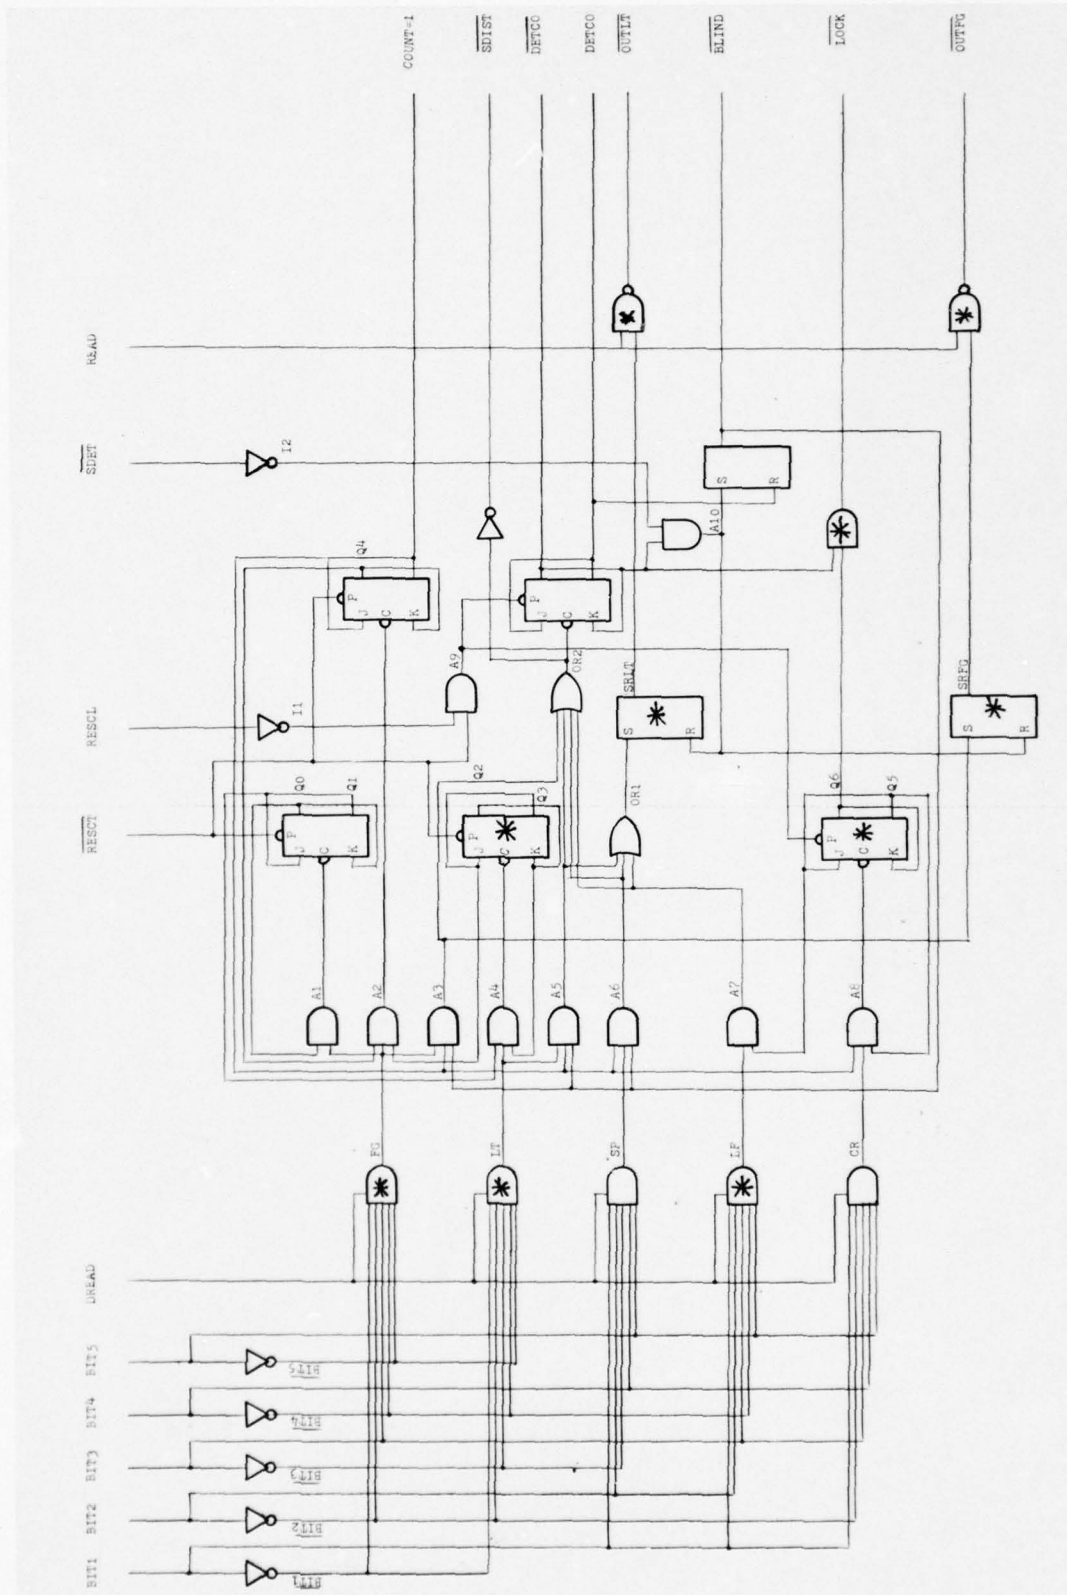 COUNT=1
SDIST
DETCO
DETCO
OUTLT
BLIND
LOCK
OUTFG
READ
SDET
I2
Q4
J
P
C
K
J
P
C
K
A10
S
R
RESCL
I1
A9
OR2
SRLT
S
R
SRFG
S
R
RESCT
Q0
Q1
J
P
C
K
Q2
Q3
J
P
C
K
OR1
Q6
Q5
J
P
C
K
A1
A2
A3
A4
A5
A6
A7
A8
FG
LT
SP
LF
CR
DREAD
BIT5
BIT5
BIT4
BIT4
BIT3
BIT3
BIT2
BIT2
BIT1
BIT1